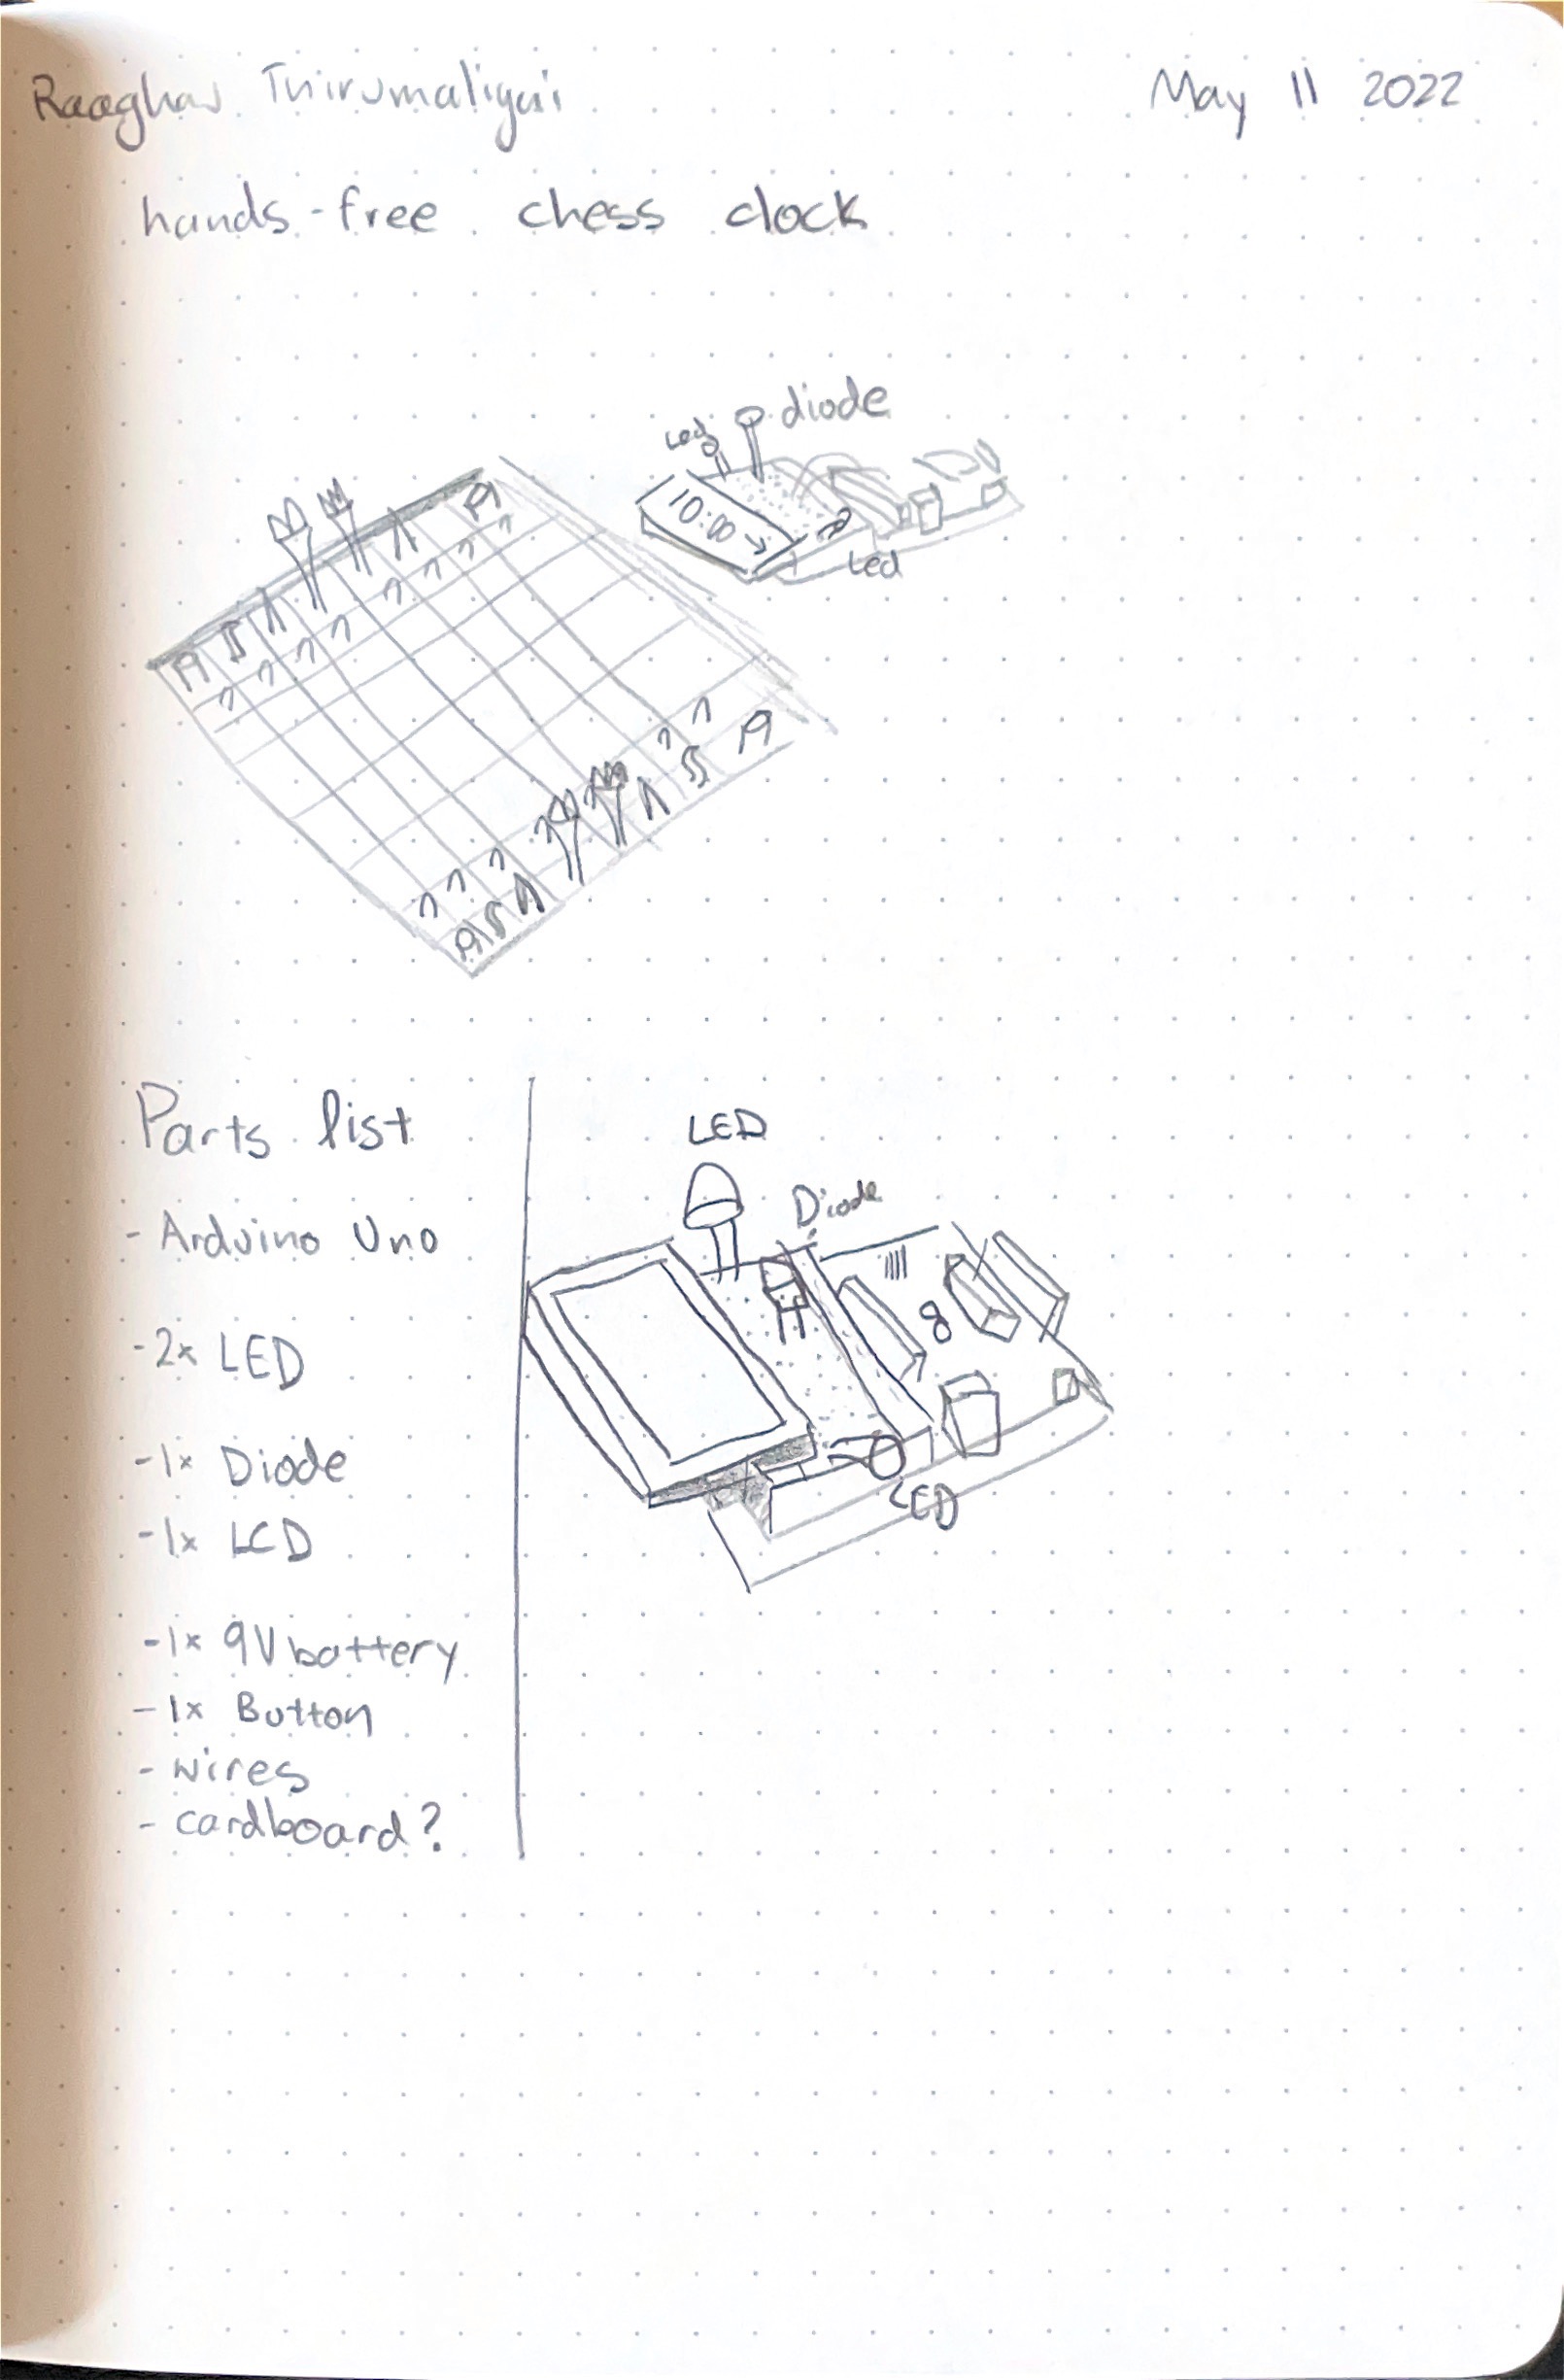 Raaghav Thirumaligai
May 11 2022
hands-free chess clock
diode
Led
10:00 →
Led
Parts list
- Arduino Uno
- 2x LED
- 1x Diode
- 1x LCD
- 1x 9V battery
- 1x Button
- wires
- cardboard?
LED
Diode
LED